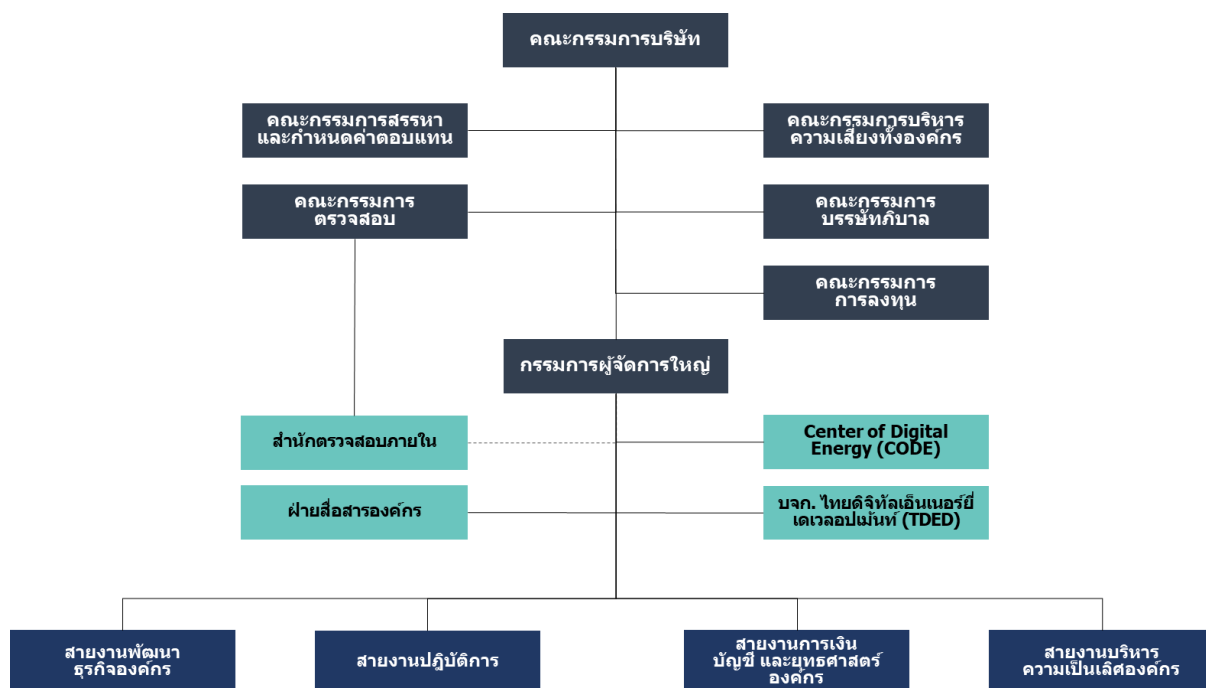 คณะกรรมการบริษัท
คณะกรรมการสรรหา
และกำหนดค่าตอบแทน
คณะกรรมการบริหาร
ความเสี่ยงทั้งองค์กร
คณะกรรมการ
ตรวจสอบ
คณะกรรมการ
บรรษัทภิบาล
คณะกรรมการ
การลงทุน
กรรมการผู้จัดการใหญ่
สำนักตรวจสอบภายใน
Center of Digital
Energy (CODE)
ฝ่ายสื่อสารองค์กร
บจก. ไทยดิจิทัลเอ็นเนอร์ยี่
เดเวลอปเม้นท์ (TDED)
สายงานพัฒนา
ธุรกิจองค์กร
สายงานปฎิบัติการ
สายงานการเงิน
บัญชี และยุทธศาสตร์
องค์กร
สายงานบริหาร
ความเป็นเลิศองค์กร